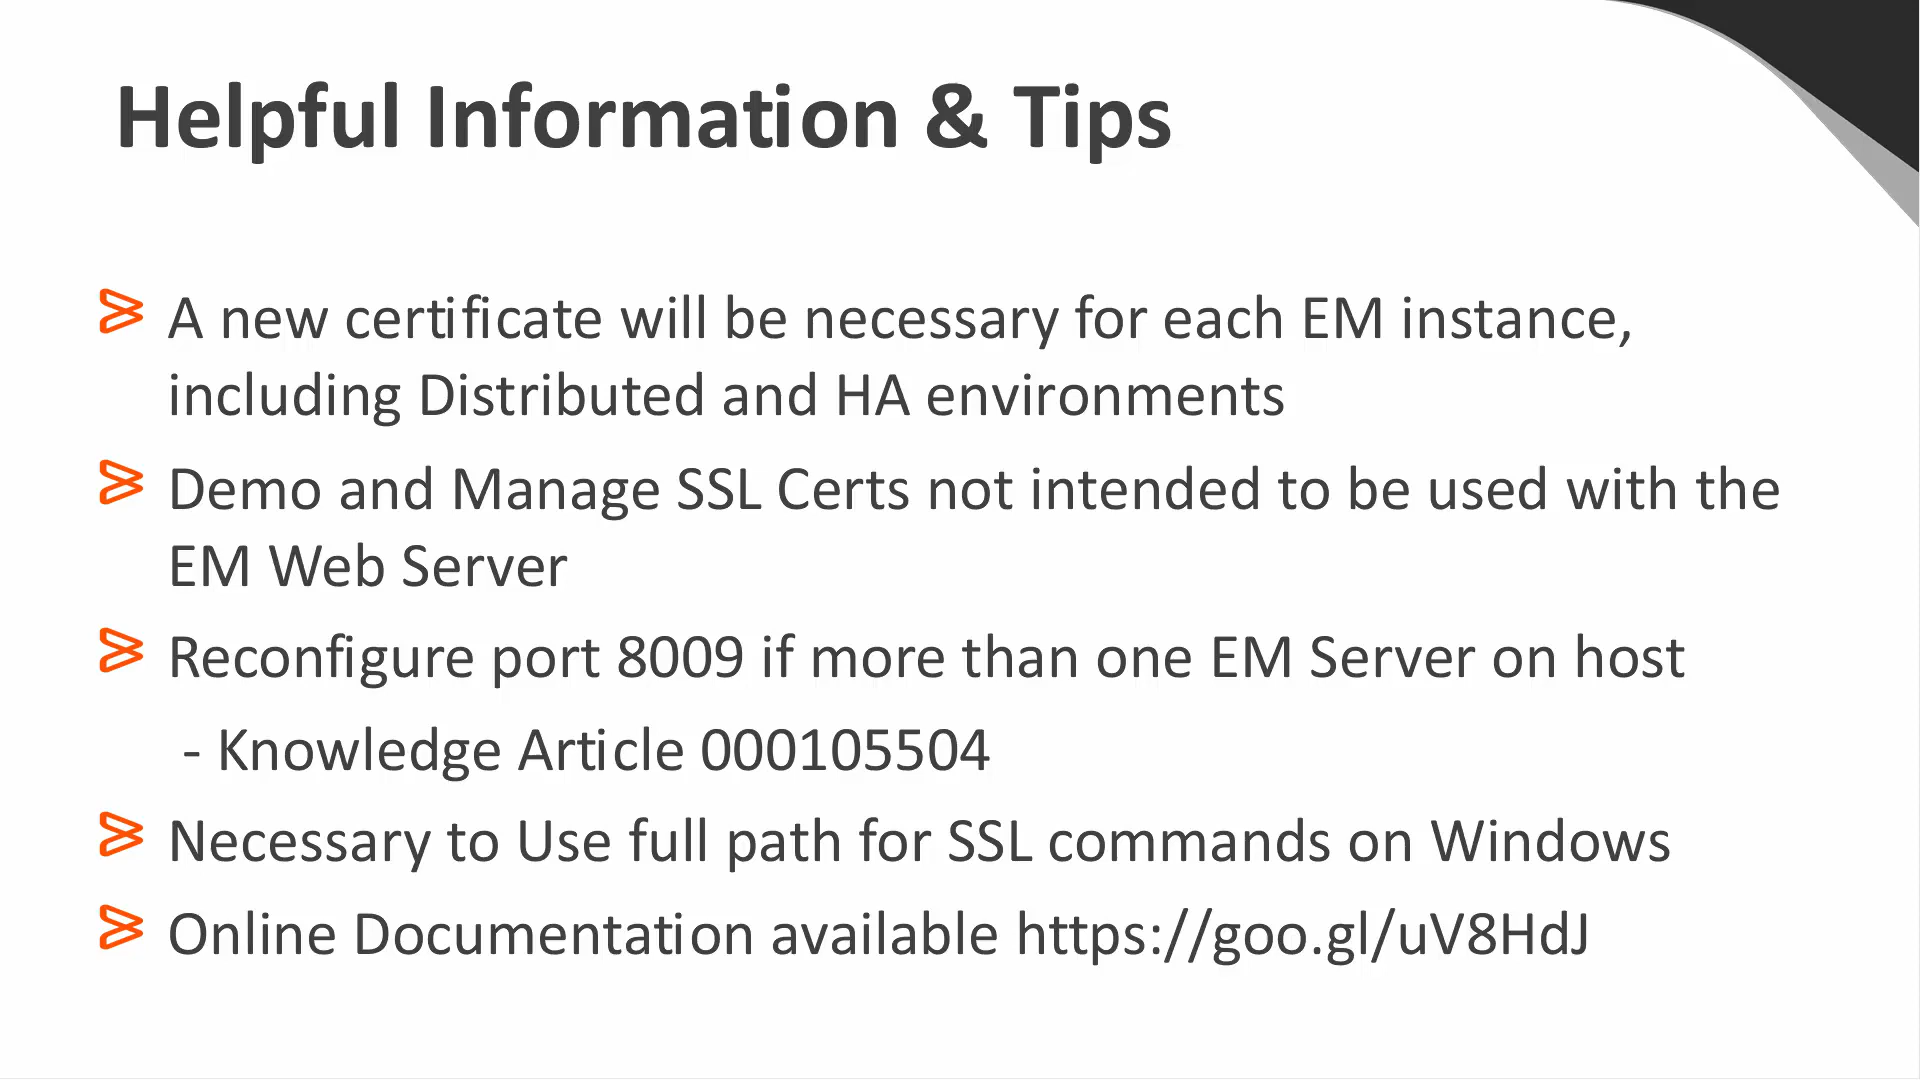 Helpful Information & Tips
A new certificate will be necessary for each EM instance,
including Distributed and HA environments
Demo and Manage SSL Certs not intended to be used with the
EM Web Server
Reconfigure port 8009 if more than one EM Server on host
- Knowledge Article 000105504
Necessary to Use full path for SSL commands on Windows
Online Documentation available https://goo.gl/uV8HdJ